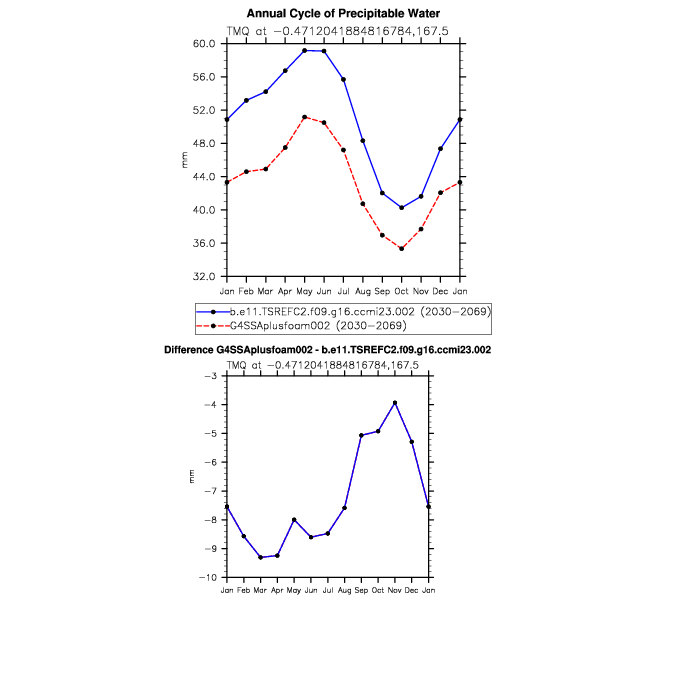 Annual Cycle of Precipitable Water
TMQ at −0.4712041884816784,167.5
60.0
56.0
52.0
48.0
44.0
40.0
36.0
32.0
mm
Jan Feb Mar Apr May Jun Jul Aug Sep Oct Nov Dec Jan
b.e11.TSREFC2.f09.g16.ccmi23.002 (2030−2069)
G4SSAplusfoam002 (2030−2069)
Difference G4SSAplusfoam002 - b.e11.TSREFC2.f09.g16.ccmi23.002
TMQ at −0.4712041884816784,167.5
−3
−4
−5
−6
−7
−8
−9
−10
mm
Jan Feb Mar Apr May Jun Jul Aug Sep Oct Nov Dec Jan